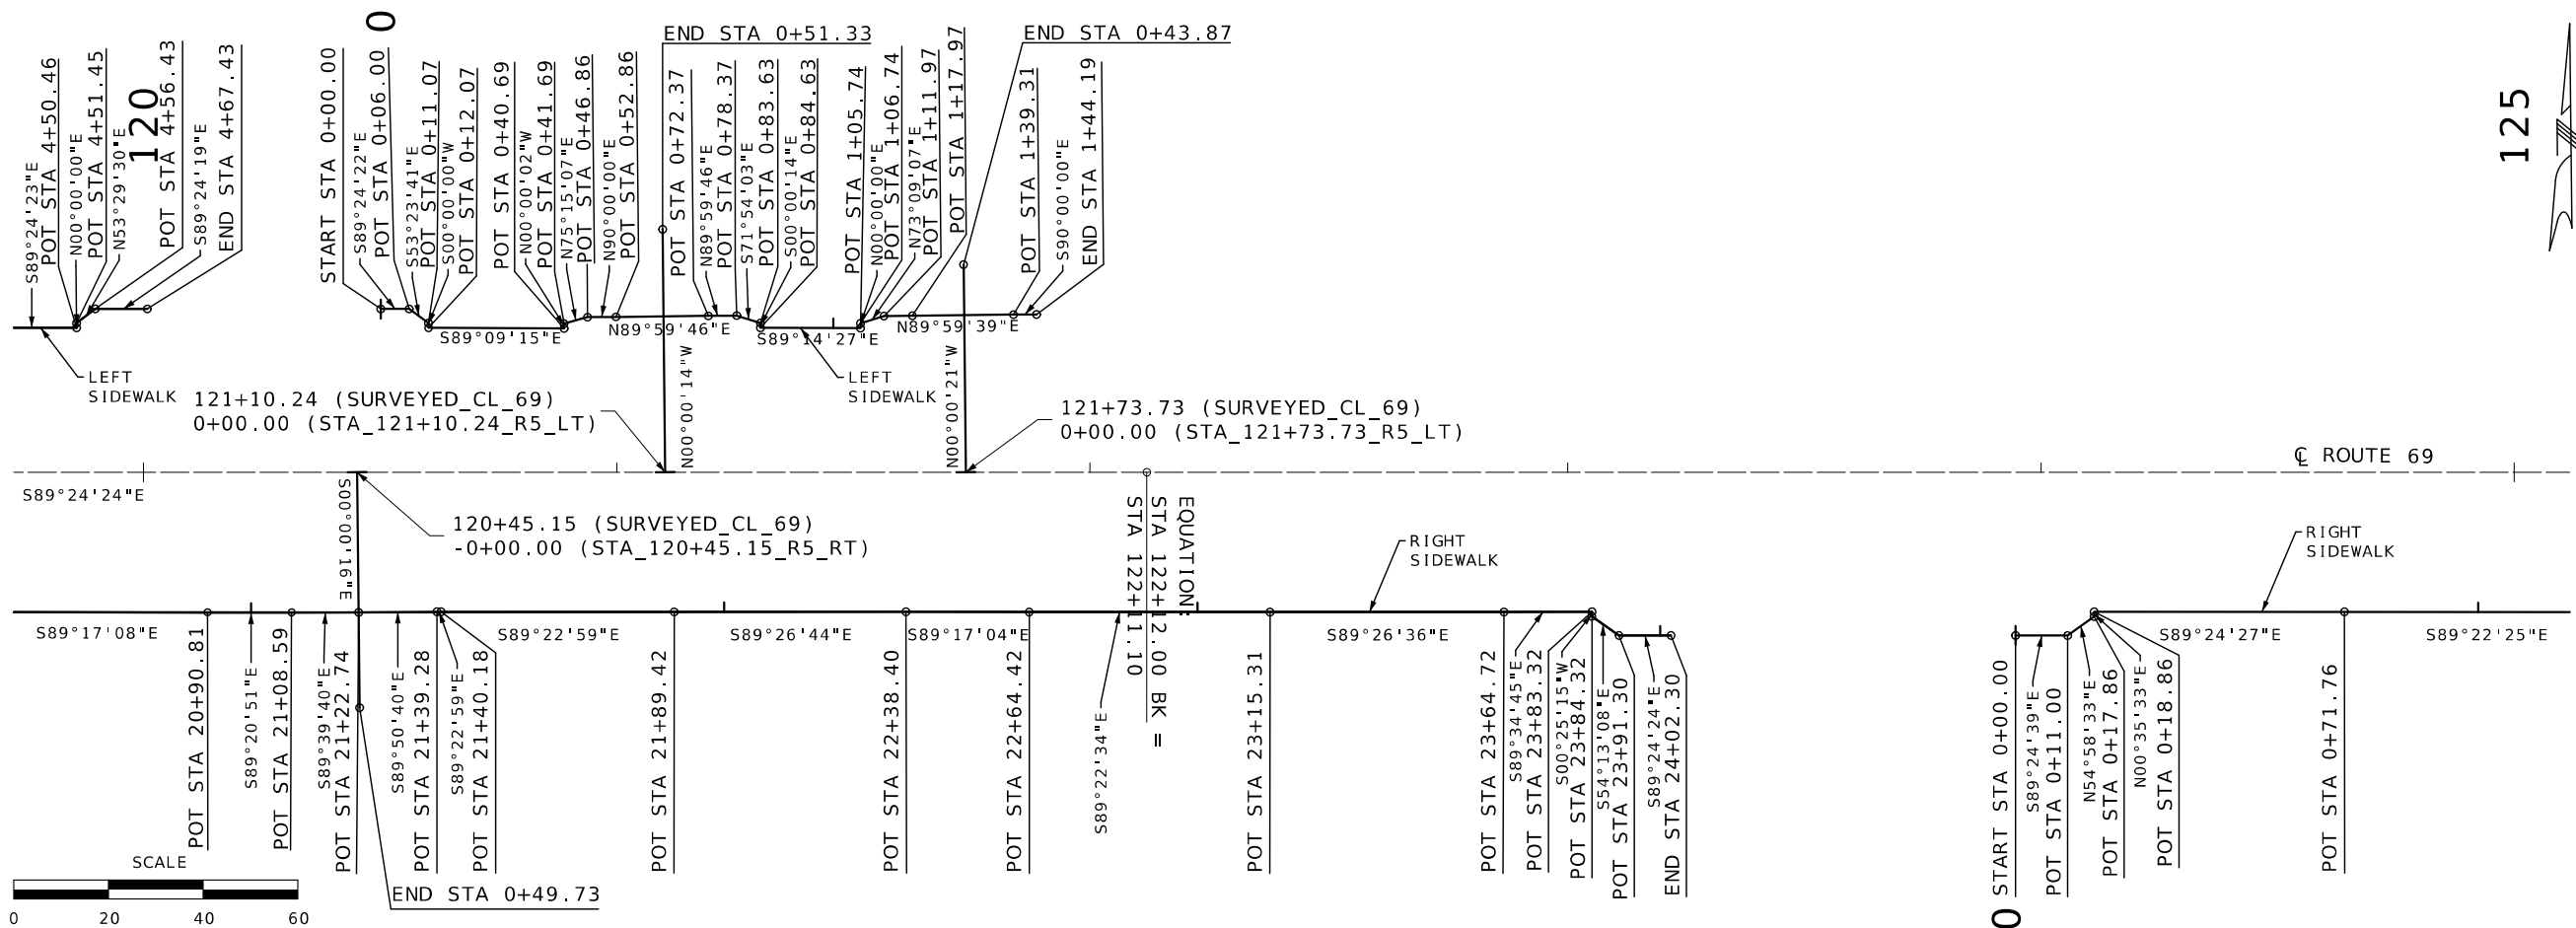 S89°24'23"E
POT STA 4+50.46
N00°00'00"E
POT STA 4+51.45
N53°29'30"E
120
POT STA 4+56.43
S89°24'19"E
END STA 4+67.43
START STA 0+00.00
S89°24'22"E
0
POT STA 0+06.00
S53°23'41"E
POT STA 0+11.07
S00°00'00"W
POT STA 0+12.07
POT STA 0+40.69
N00°00'02"W
POT STA 0+41.69
N75°15'07"E
POT STA 0+46.86
N90°00'00"E
POT STA 0+52.86
END STA 0+51.33
POT STA 0+72.37
N89°59'46"E
POT STA 0+78.37
S71°54'03"E
POT STA 0+83.63
S00°00'14"E
POT STA 0+84.63
POT STA 1+05.74
N00°00'00"E
POT STA 1+06.74
N73°09'07"E
POT STA 1+11.97
POT STA 1+17.97
END STA 0+43.87
POT STA 1+39.31
S90°00'00"E
END STA 1+44.19
125
S89°09'15"E
N89°59'46"E
S89°14'27"E
N89°59'39"E
LEFT
SIDEWALK
N00°00'14"W
LEFT
SIDEWALK
N00°00'21"W
121+10.24 (SURVEYED_CL_69)
0+00.00 (STA_121+10.24_R5_LT)
121+73.73 (SURVEYED_CL_69)
0+00.00 (STA_121+73.73_R5_LT)
℄ ROUTE 69
S89°24'24"E
S00°00'16"E
120+45.15 (SURVEYED_CL_69)
-0+00.00 (STA_120+45.15_R5_RT)
EQUATION:
STA 122+12.00 BK =
STA 122+11.10
RIGHT
SIDEWALK
RIGHT
SIDEWALK
S89°17'08"E
S89°22'59"E
S89°26'44"E
S89°17'04"E
S89°26'36"E
S89°24'27"E
S89°22'25"E
POT STA 20+90.81
S89°20'51"E
POT STA 21+08.59
S89°39'40"E
POT STA 21+22.74
S89°50'40"E
POT STA 21+39.28
S89°22'59"E
POT STA 21+40.18
POT STA 21+89.42
POT STA 22+38.40
POT STA 22+64.42
S89°22'34"E
POT STA 23+15.31
POT STA 23+64.72
S89°34'45"E
POT STA 23+83.32
S00°25'15"W
POT STA 23+84.32
S54°13'08"E
POT STA 23+91.30
S89°24'24"E
END STA 24+02.30
0
START STA 0+00.00
S89°24'39"E
POT STA 0+11.00
N54°58'33"E
POT STA 0+17.86
N00°35'33"E
POT STA 0+18.86
POT STA 0+71.76
SCALE
0 20 40 60
END STA 0+49.73